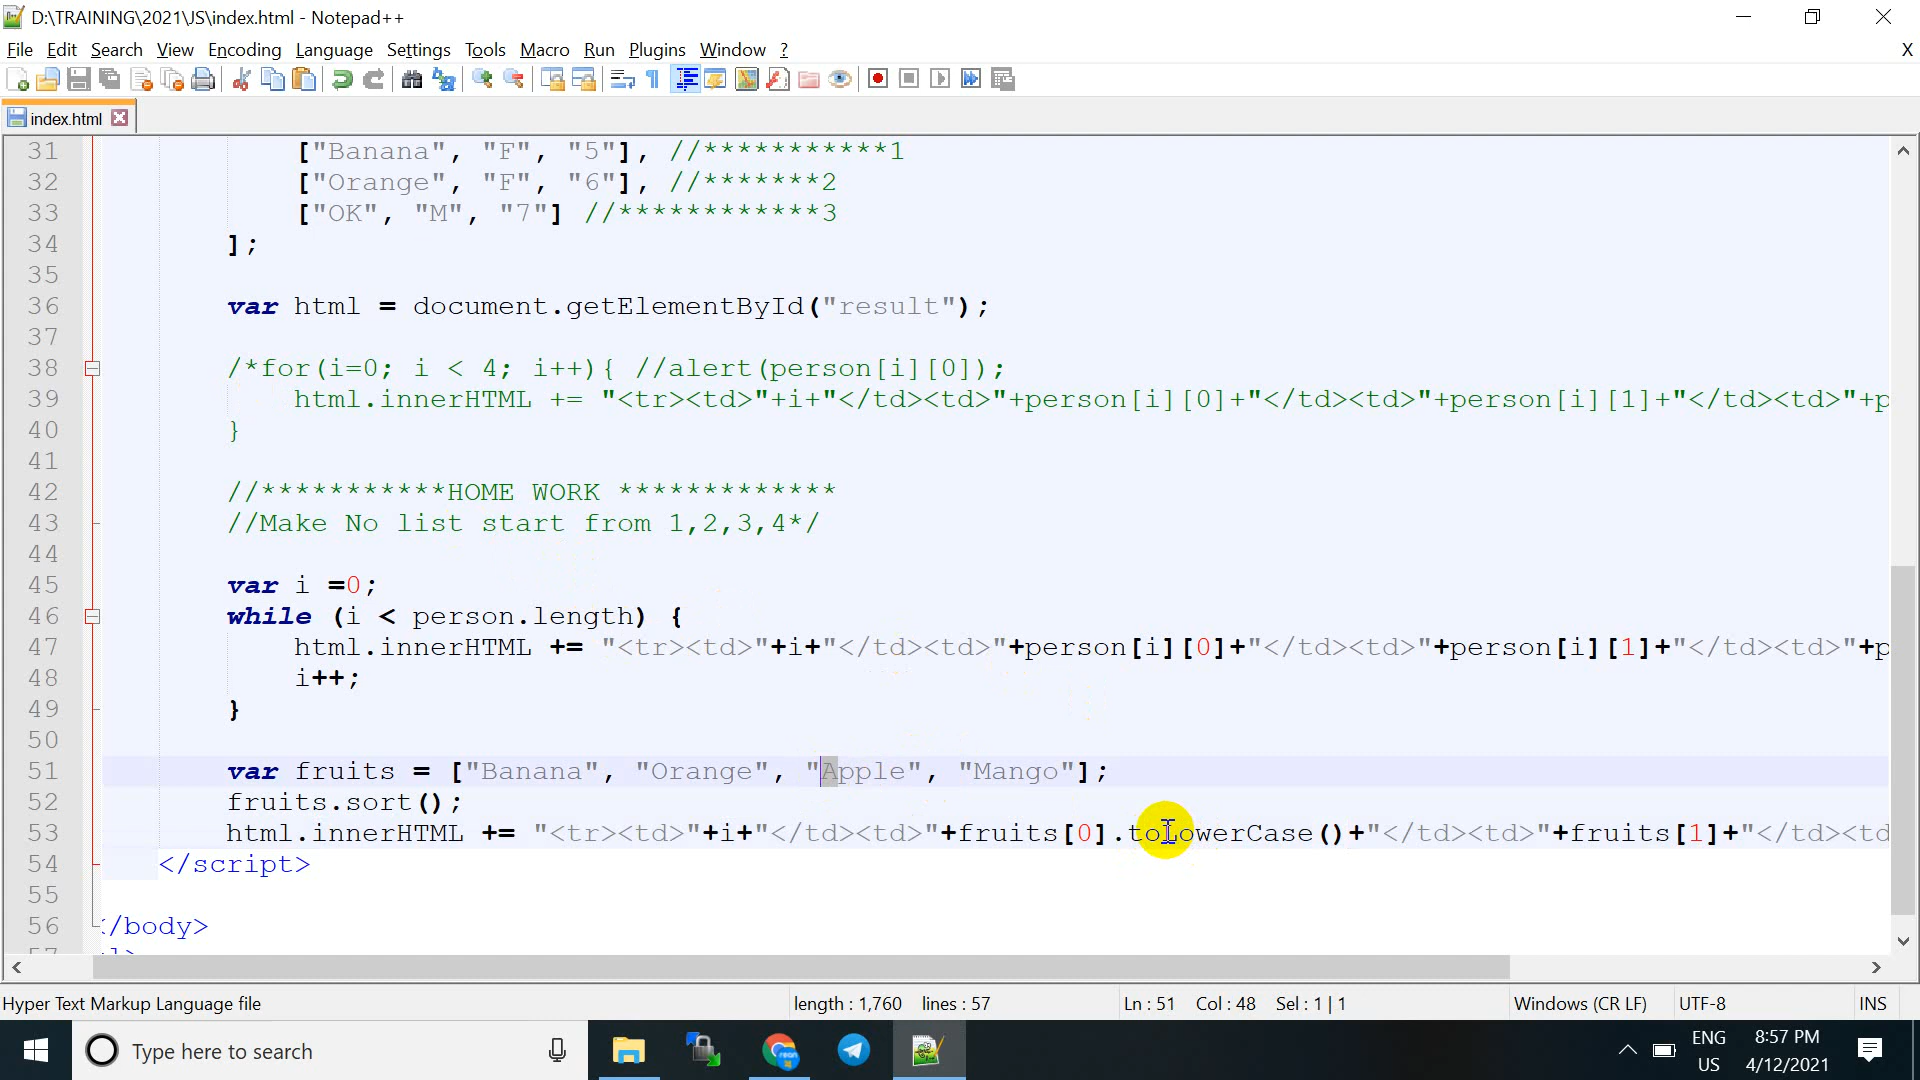 D:\TRAINING\2021\JS\index.html - Notepad++
File Edit Search View Encoding Language Settings Tools Macro Run Plugins Window ? X
index.html
31 ["Banana", "F", "5"], //***********1
32 ["Orange", "F", "6"], //*******2
33 ["OK", "M", "7"] //************3
34 ];
35
36 var html = document.getElementById("result");
37
38 /*for(i=0; i < 4; i++){ //alert(person[i][0]);
39 html.innerHTML += "<tr><td>"+i+"</td><td>"+person[i][0]+"</td><td>"+person[i][1]+"</td><td>"+p
40 }
41
42 //***********HOME WORK *************
43 //Make No list start from 1,2,3,4*/
44
45 var i =0;
46 while (i < person.length) {
47 html.innerHTML += "<tr><td>"+i+"</td><td>"+person[i][0]+"</td><td>"+person[i][1]+"</td><td>"+p
48 i++;
49 }
50
51 var fruits = ["Banana", "Orange", "Apple", "Mango"];
52 fruits.sort();
53 html.innerHTML += "<tr><td>"+i+"</td><td>"+fruits[0].toLowerCase()+"</td><td>"+fruits[1]+"</td><td
54 </script>
55
56 </body>
Hyper Text Markup Language file length : 1,760 lines : 57 Ln : 51 Col : 48 Sel : 1 | 1 Windows (CR LF) UTF-8 INS
Type here to search
ENG 8:57 PM
US 4/12/2021